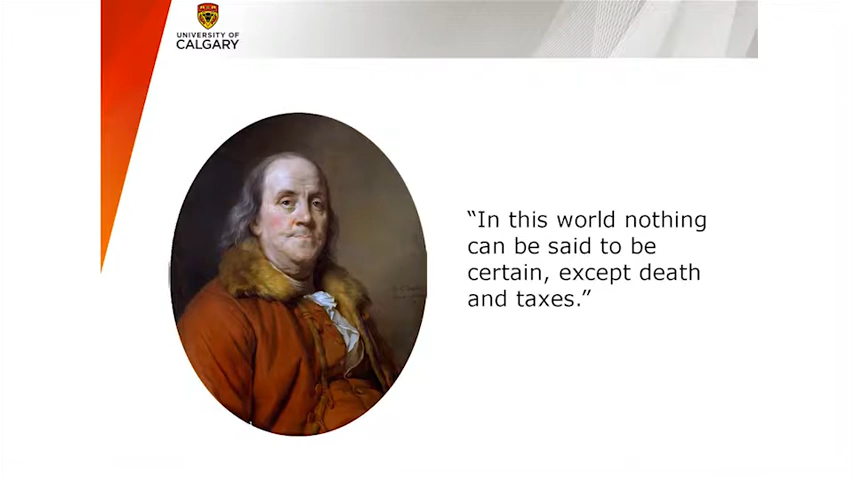 UNIVERSITY OF
CALGARY
“In this world nothing
can be said to be
certain, except death
and taxes.”